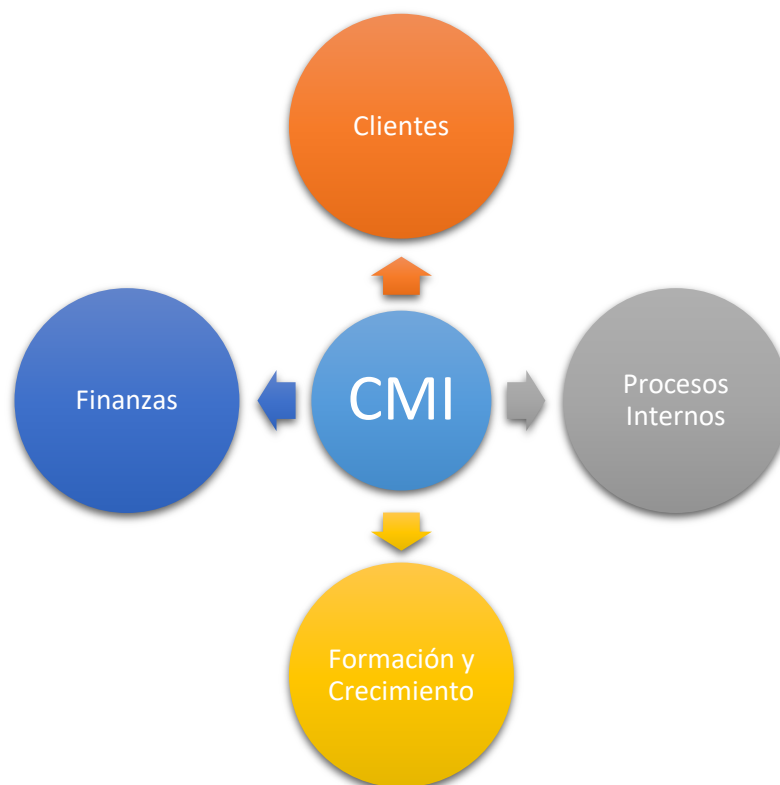 Clientes
Finanzas
CMI
Procesos
Internos
Formación y
Crecimiento